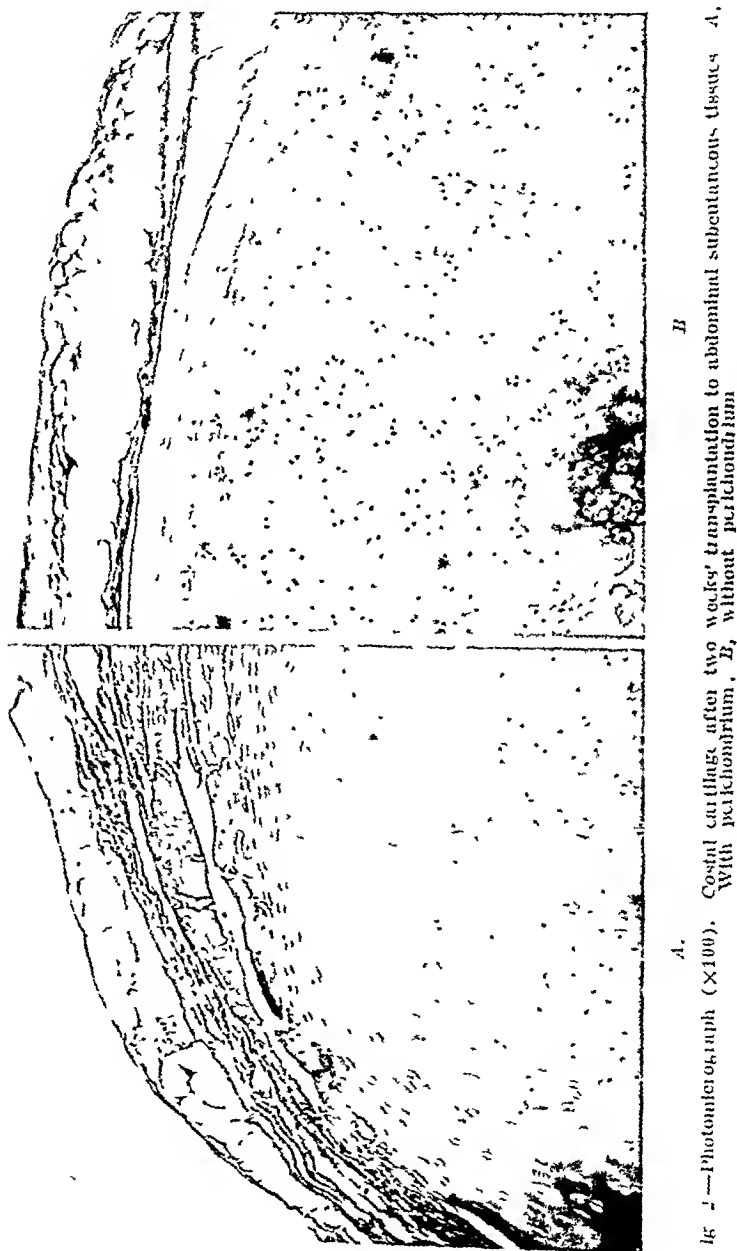 A.
B
—Photomicrograph (×100). Costal cartilage after two weeks' transplantation to abdominal subcutaneous tissues A,
With perichondrium, B, without perichondrium